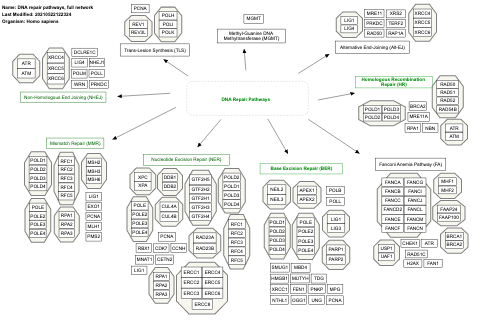 Name: DNA repair pathways, full network
Last Modified: 20210522122324
Organism: Homo sapiens
PCNA
REV1
REV3L
POLH
POLI
POLK
Trans-Lesion Synthesis (TLS)
MGMT
Methyl-Guanine DNA
Methyltransferase (MGMT)
LIG1
LIG3
MRE11
XRS2
PRKDC
TERF2
RAD50
RAP1A
XRCC4
XRCC5
XRCC6
Alternative End-Joining (Alt-EJ)
ATR
ATM
XRCC4
XRCC5
XRCC6
DCLRE1C
LIG4
NHEJ1
POLM
POLL
WRN
PRKDC
Non-Homologous End Joining (NHEJ)
DNA Repair Pathways
Homologous Recombination
Repair (HR)
POLD1
POLD3
POLD2
POLD4
BRCA2
MRE11A
RPA1
NBN
RAD50
RAD51
RAD52
RAD54B
ATR
ATM
Mismatch Repair (MMR)
POLD1
POLD2
POLD3
POLD4
RFC1
RFC2
RFC3
RFC4
RFC5
MSH2
MSH3
MSH6
POLE
POLE2
POLE3
POLE4
RPA1
RPA2
RPA3
LIG1
EXO1
PCNA
MLH1
PMS2
Nucleotide Excision Repair (NER)
XPC
XPA
DDB1
DDB2
GTF2H1
GTF2H2
GTF2H3
GTF2H4
POLD1
POLD2
POLD3
POLD4
POLE
POLE2
POLE3
POLE4
CUL4A
CUL4B
PCNA
RAD23A
RAD23B
RFC1
RFC2
RFC3
RFC4
RFC5
RBX1
CDK7
CCNH
MNAT1
CETN2
LIG1
RPA1
RPA2
RPA3
ERCC1
ERCC4
ERCC2
ERCC5
ERCC3
ERCC6
ERCC8
Base Excision Repair (BER)
NEIL2
NEIL3
APEX1
APEX2
POLB
POLL
POLD1
POLD2
POLD3
POLD4
POLE
POLE2
POLE3
POLE4
LIG1
LIG3
PARP1
PARP2
SMUG1
MBD4
HMGB1
MUTYH
TDG
XRCC1
FEN1
PNKP
MPG
NTHL1
OGG1
UNG
PCNA
Fanconi Anemia Pathway (FA)
FANCA
FANCG
FANCB
FANCI
FANCC
FANCL
FANCD2
FANCE
FANCM
FANCF
FANCN
MHF1
MHF2
FAAP24
FAAP100
BRCA1
BRCA2
USP1
UAF1
CHEK1
ATR
RAD51C
H2AX
FAN1